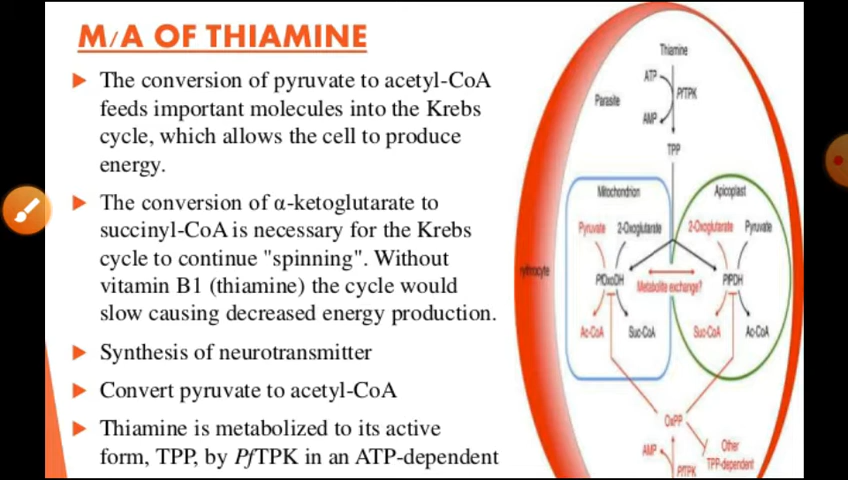 M/A OF THIAMINE
The conversion of pyruvate to acetyl-CoA
feeds important molecules into the Krebs
cycle, which allows the cell to produce
energy.
The conversion of α-ketoglutarate to
succinyl-CoA is necessary for the Krebs
cycle to continue "spinning". Without
vitamin B1 (thiamine) the cycle would
slow causing decreased energy production.
Synthesis of neurotransmitter
Convert pyruvate to acetyl-CoA
Thiamine is metabolized to its active
form, TPP, by PfTPK in an ATP-dependent
Thiamine
ATP
PfTPK
Parasite
AMP
TPP
Mitochondrion
Apicoplast
Pyruvate
2-Oxoglutarate
2-Oxoglutarate
Pyruvate
rythrocyte
PfOxoDH
Metabolite exchange?
PfPDH
Ac-CoA
Suc-CoA
Suc-CoA
Ac-CoA
OxPP
AMP
Other
TPP-dependent
PfTPK